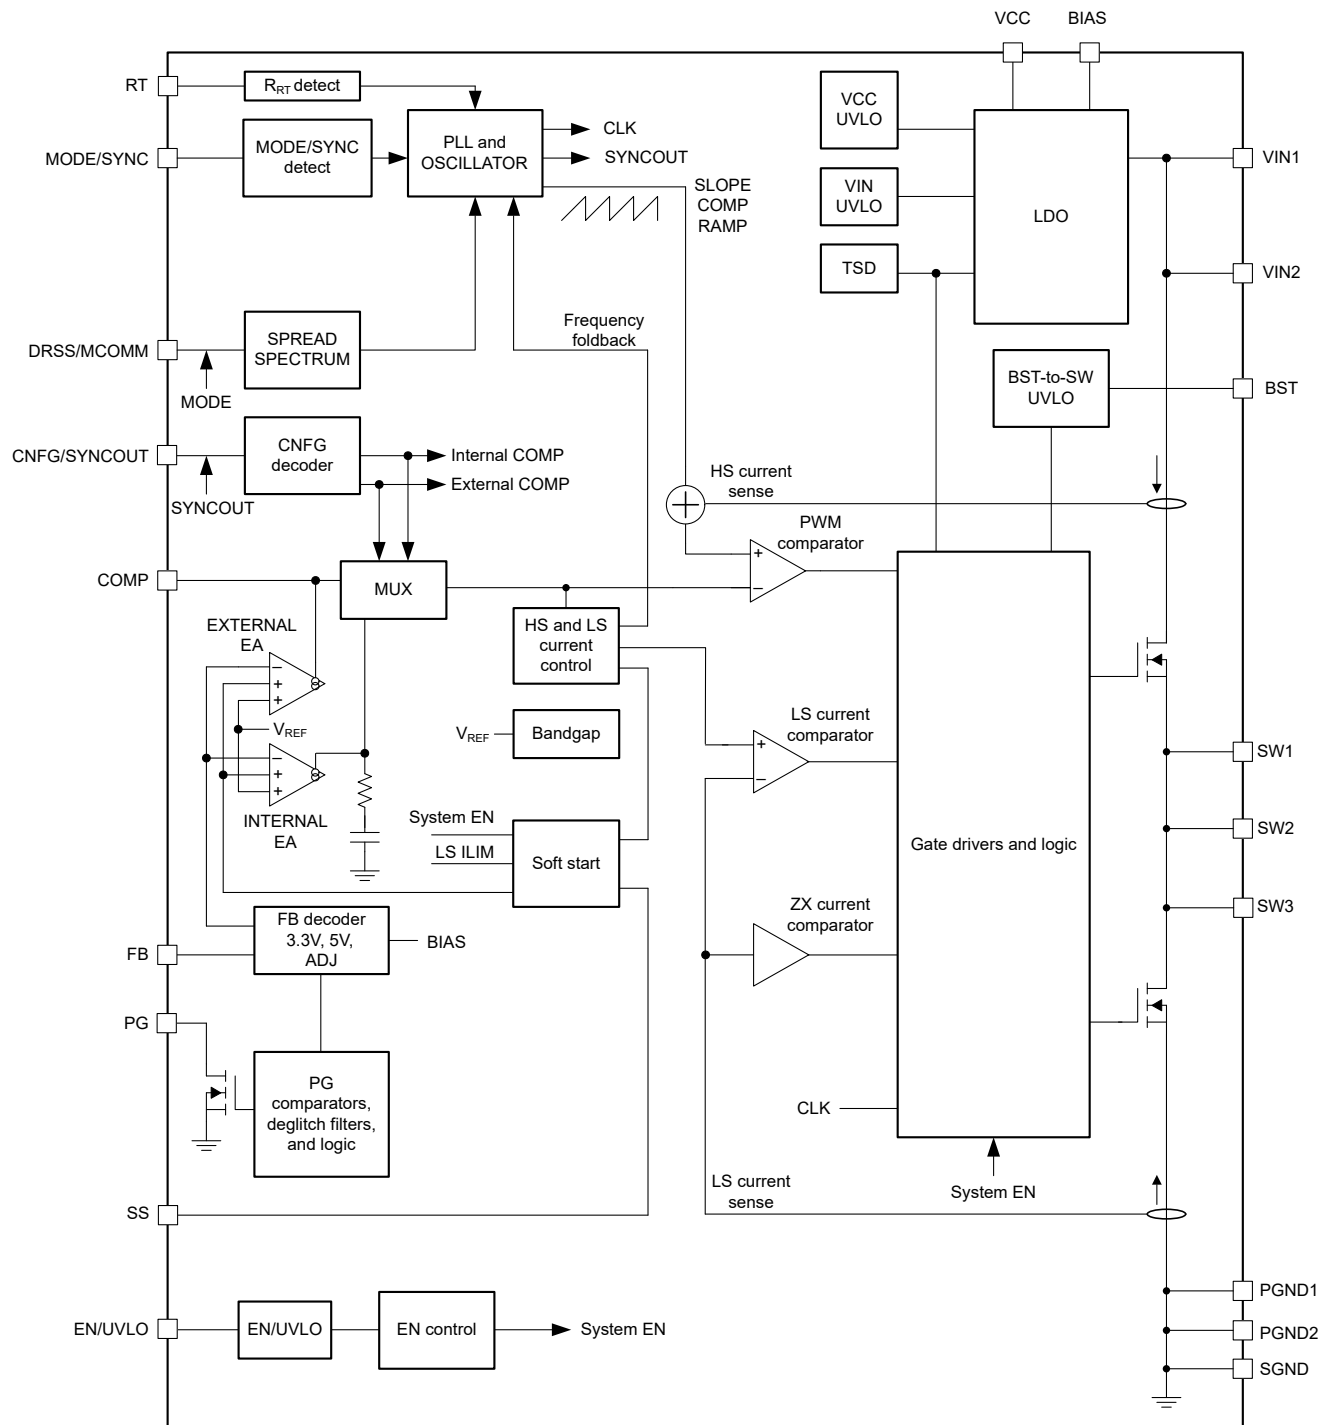 VCC
BIAS
RT
R_RT detect
MODE/SYNC
MODE/SYNC
detect
PLL and
OSCILLATOR
CLK
SYNCOUT
SLOPE
COMP
RAMP
VCC
UVLO
VIN
UVLO
TSD
LDO
VIN1
VIN2
DRSS/MCOMM
MODE
SPREAD
SPECTRUM
Frequency
foldback
BST-to-SW
UVLO
BST
CNFG/SYNCOUT
SYNCOUT
CNFG
decoder
Internal COMP
External COMP
HS current
sense
PWM
comparator
+
−
COMP
MUX
EXTERNAL
EA
−
+
+
V_REF
−
+
+
INTERNAL
EA
HS and LS
current
control
V_REF
Bandgap
LS current
comparator
+
−
SW1
SW2
SW3
System EN
LS ILIM
Soft start
Gate drivers and logic
ZX current
comparator
FB
FB decoder
3.3V, 5V,
ADJ
BIAS
PG
PG
comparators,
deglitch filters,
and logic
CLK
System EN
LS current
sense
SS
EN/UVLO
EN/UVLO
EN control
System EN
PGND1
PGND2
SGND